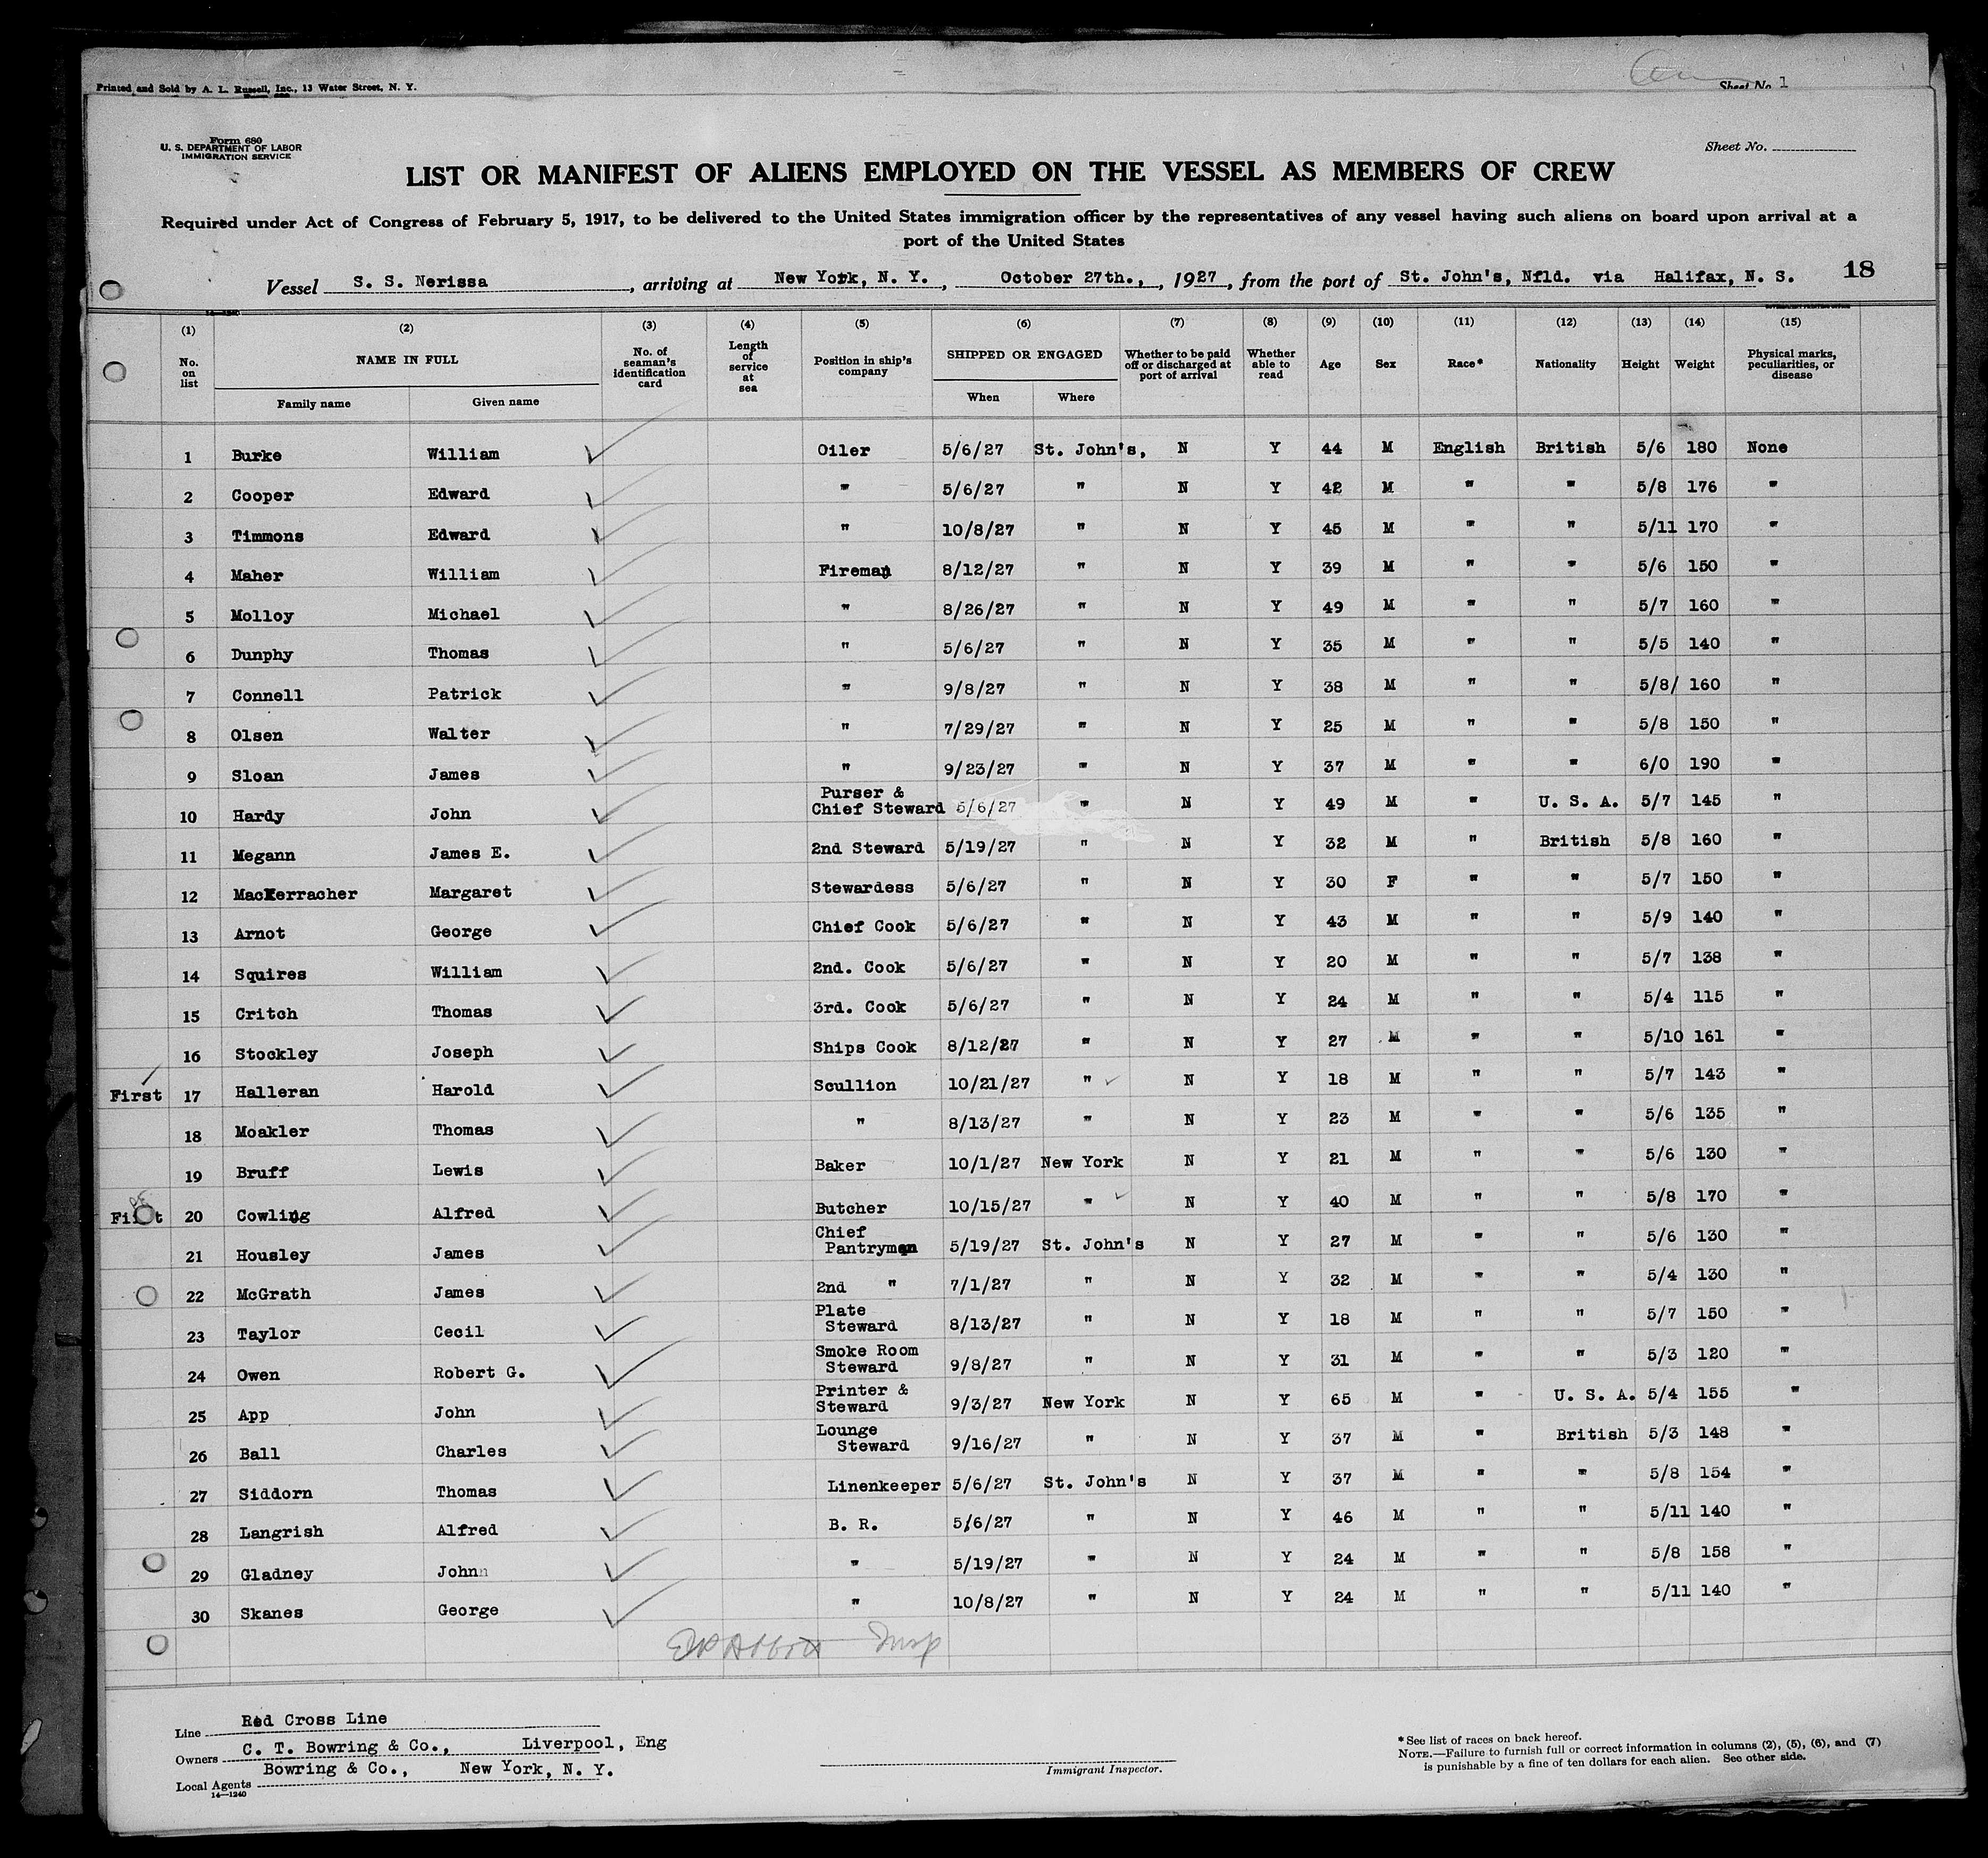 Printed and Sold by A. L. Russell, Inc., 13 Water Street, N. Y.
Sheet No 1
Form 680
U. S. DEPARTMENT OF LABOR
IMMIGRATION SERVICE
Sheet No.
LIST OR MANIFEST OF ALIENS EMPLOYED ON THE VESSEL AS MEMBERS OF CREW
Required under Act of Congress of February 5, 1917, to be delivered to the United States immigration officer by the representatives of any vessel having such aliens on board upon arrival at a
port of the United States
Vessel S. S. Nerissa, arriving at New York, N. Y., October 27th., 1927, from the port of St. John's, Nfld. via Halifax, N. S. 18
(1) (2) (3) (4) (5) (6) (7) (8) (9) (10) (11) (12) (13) (14) (15)
No. on list NAME IN FULL Family name Given name No. of seaman's identification card Length of service at sea Position in ship's company SHIPPED OR ENGAGED When Where Whether to be paid off or discharged at port of arrival Whether able to read Age Sex Race* Nationality Height Weight Physical marks, peculiarities, or disease
1 Burke William Oiler 5/6/27 St. John's, N Y 44 M English British 5/6 180 None
2 Cooper Edward " 5/6/27 " N Y 42 M " " 5/8 176 "
3 Timmons Edward " 10/8/27 " N Y 45 M " " 5/11 170 "
4 Maher William Fireman 8/12/27 " N Y 39 M " " 5/6 150 "
5 Molloy Michael " 8/26/27 " N Y 49 M " " 5/7 160 "
6 Dunphy Thomas " 5/6/27 " N Y 35 M " " 5/5 140 "
7 Connell Patrick " 9/8/27 " N Y 38 M " " 5/8/ 160 "
8 Olsen Walter " 7/29/27 " N Y 25 M " " 5/8 150 "
9 Sloan James " 9/23/27 " N Y 37 M " " 6/0 190 "
10 Hardy John Purser & Chief Steward 5/6/27 " N Y 49 M " U. S. A. 5/7 145 "
11 Megann James E. 2nd Steward 5/19/27 " N Y 32 M " British 5/8 160 "
12 MacKerracher Margaret Stewardess 5/6/27 " N Y 30 F " " 5/7 150 "
13 Arnot George Chief Cook 5/6/27 " N Y 43 M " " 5/9 140 "
14 Squires William 2nd. Cook 5/6/27 " N Y 20 M " " 5/7 138 "
15 Critch Thomas 3rd. Cook 5/6/27 " N Y 24 M " " 5/4 115 "
16 Stockley Joseph Ships Cook 8/12/27 " N Y 27 M " " 5/10 161 "
First 17 Halleran Harold Scullion 10/21/27 " N Y 18 M " " 5/7 143 "
18 Moakler Thomas " 8/13/27 " N Y 23 M " " 5/6 135 "
19 Bruff Lewis Baker 10/1/27 New York N Y 21 M " " 5/6 130 "
First 20 Cowling Alfred Butcher 10/15/27 " N Y 40 M " " 5/8 170 "
21 Housley James Chief Pantryman 5/19/27 St. John's N Y 27 M " " 5/6 130 "
22 McGrath James 2nd " 7/1/27 " N Y 32 M " " 5/4 130 "
23 Taylor Cecil Plate Steward 8/13/27 " N Y 18 M " " 5/7 150 "
24 Owen Robert G. Smoke Room Steward 9/8/27 " N Y 31 M " " 5/3 120 "
25 App John Printer & Steward 9/3/27 New York N Y 65 M " U. S. A. 5/4 155 "
26 Ball Charles Lounge Steward 9/16/27 " N Y 37 M " British 5/3 148 "
27 Siddorn Thomas Linenkeeper 5/6/27 St. John's N Y 37 M " " 5/8 154 "
28 Langrish Alfred B. R. 5/6/27 " N Y 46 M " " 5/11 140 "
29 Gladney Johnn " 5/19/27 " N Y 24 M " " 5/8 158 "
30 Skanes George " 10/8/27 " N Y 24 M " " 5/11 140 "
Insp
Line Red Cross Line
Owners C. T. Bowring & Co., Liverpool, Eng
Local Agents Bowring & Co., New York, N. Y.
14—1240
Immigrant Inspector.
*See list of races on back hereof.
NOTE.—Failure to furnish full or correct information in columns (2), (5), (6), and (7)
is punishable by a fine of ten dollars for each alien. See other side.